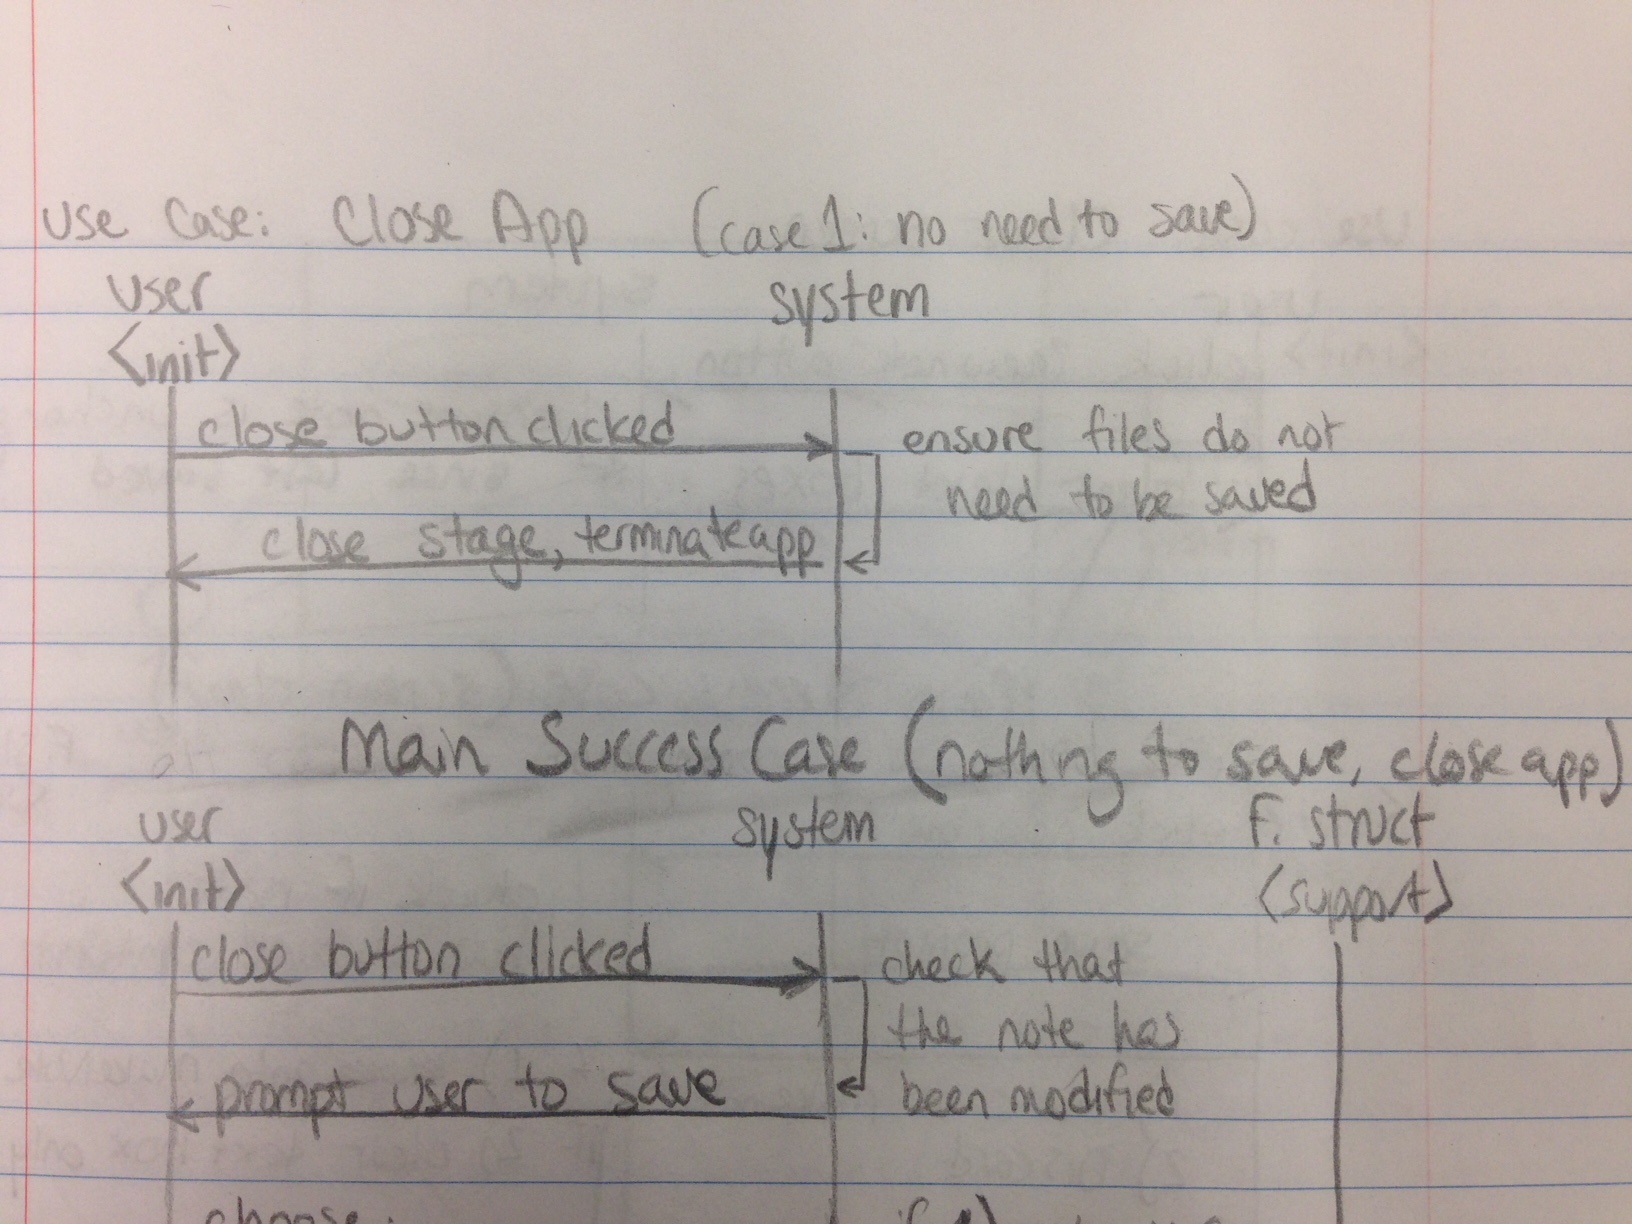 Use Case: Close App (case 1: no need to save)
user system
<init>
close button clicked
ensure files do not
need to be saved
close stage, terminate app
Main Success Case (nothing to save, close app)
user system F. struct
<init> <support>
close button clicked
check that
the note has
been modified
prompt user to save
choose: